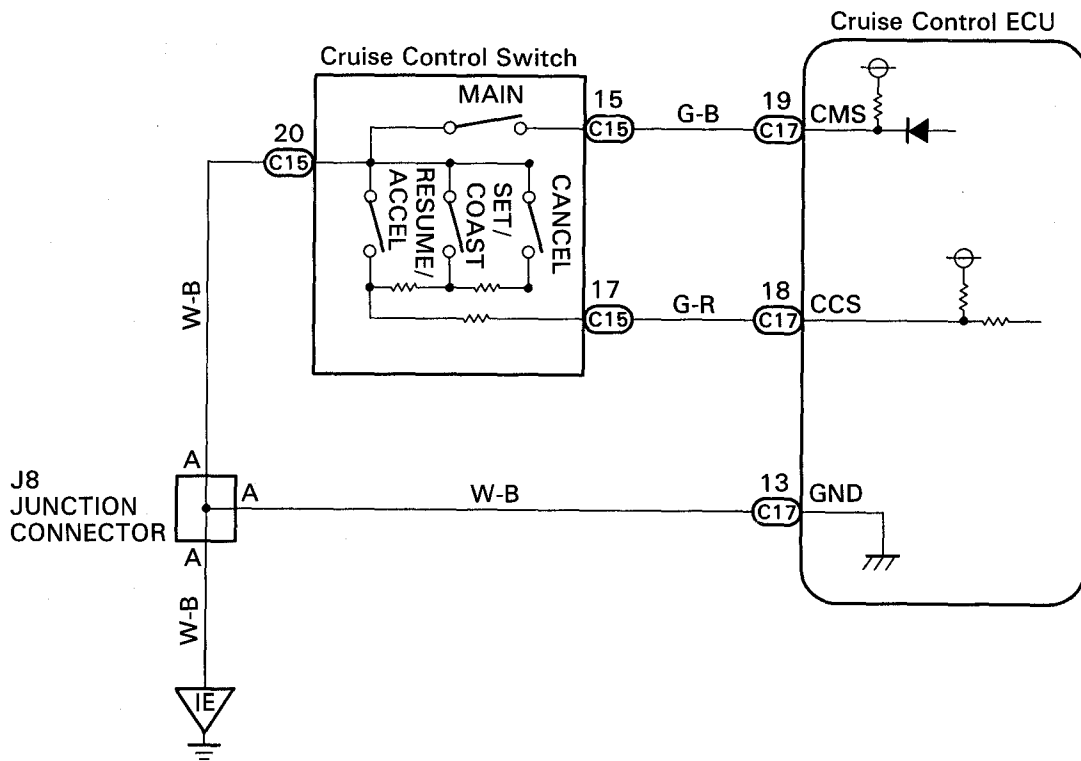 Cruise Control ECU
Cruise Control Switch
MAIN
15
C15
G-B
19
C17
CMS
20
C15
RESUME/
ACCEL
SET/
COAST
CANCEL
17
C15
G-R
18
C17
CCS
W-B
J8
JUNCTION
CONNECTOR
A
A
A
W-B
13
C17
GND
W-B
IE